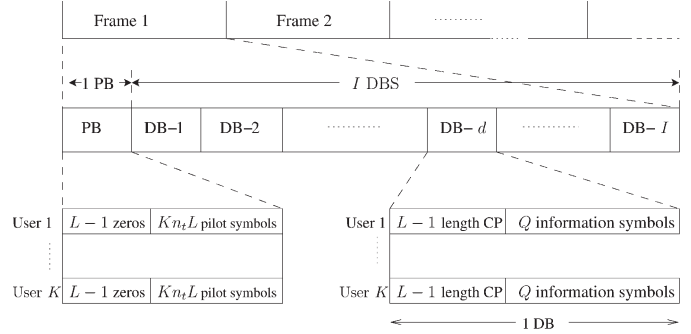 Frame 1 Frame 2 ..........
1 PB I DBS
PB DB–1 DB–2 .......... DB– d .......... DB– I
User 1 L − 1 zeros Kn_tL pilot symbols User 1 L − 1 length CP Q information symbols
User K L − 1 zeros Kn_tL pilot symbols User K L − 1 length CP Q information symbols
1 DB